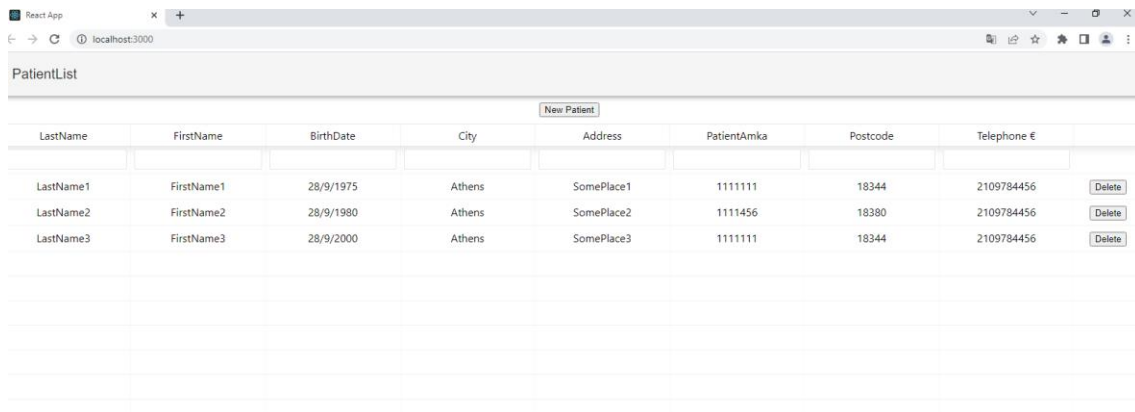 React App
localhost:3000
PatientList
New Patient
LastName FirstName BirthDate City Address PatientAmka Postcode Telephone €
LastName1 FirstName1 28/9/1975 Athens SomePlace1 1111111 18344 2109784456 Delete
LastName2 FirstName2 28/9/1980 Athens SomePlace2 1111456 18380 2109784456 Delete
LastName3 FirstName3 28/9/2000 Athens SomePlace3 1111111 18344 2109784456 Delete